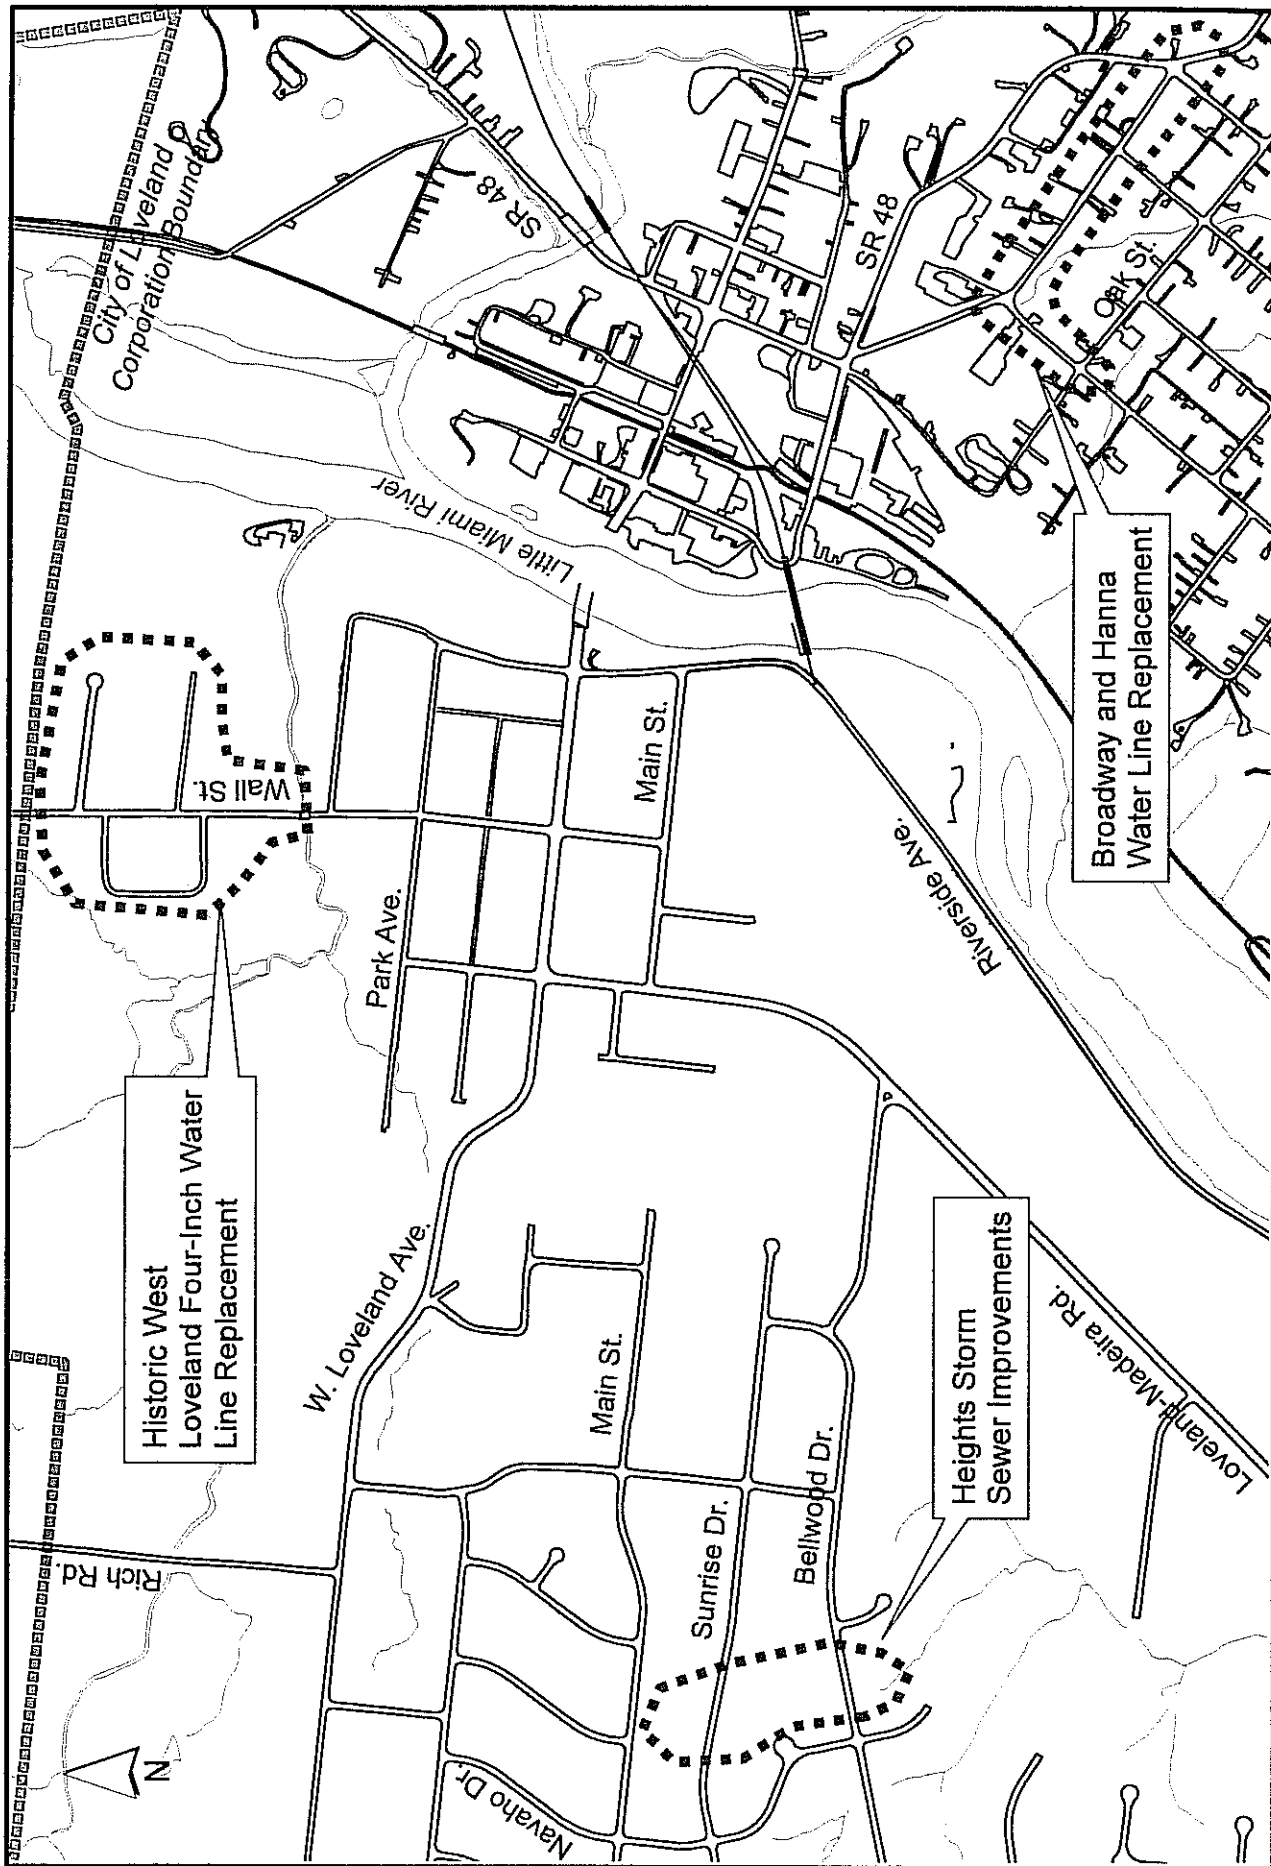 City of Loveland
Corporation Boundary
SR 48
SR 48
Oak St.
Little Miami River
Wall St.
Main St.
Park Ave.
Riverside Ave.
Broadway and Hanna
Water Line Replacement
Historic West
Loveland Four-Inch Water
Line Replacement
W. Loveland Ave.
Main St.
Rich Rd.
Sunrise Dr.
Bellwood Dr.
Heights Storm
Sewer Improvements
Loveland-Madeira Rd.
Navaho Dr.
N